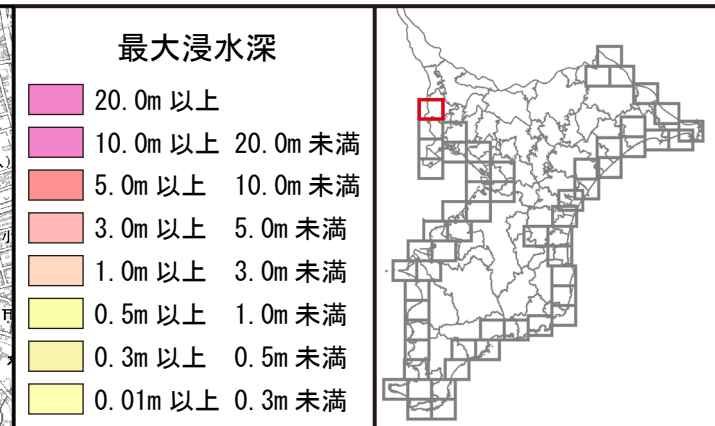 最大浸水深
20.0m 以上
10.0m 以上 20.0m 未満
5.0m 以上 10.0m 未満
3.0m 以上 5.0m 未満
1.0m 以上 3.0m 未満
0.5m 以上 1.0m 未満
0.3m 以上 0.5m 未満
0.01m 以上 0.3m 未満